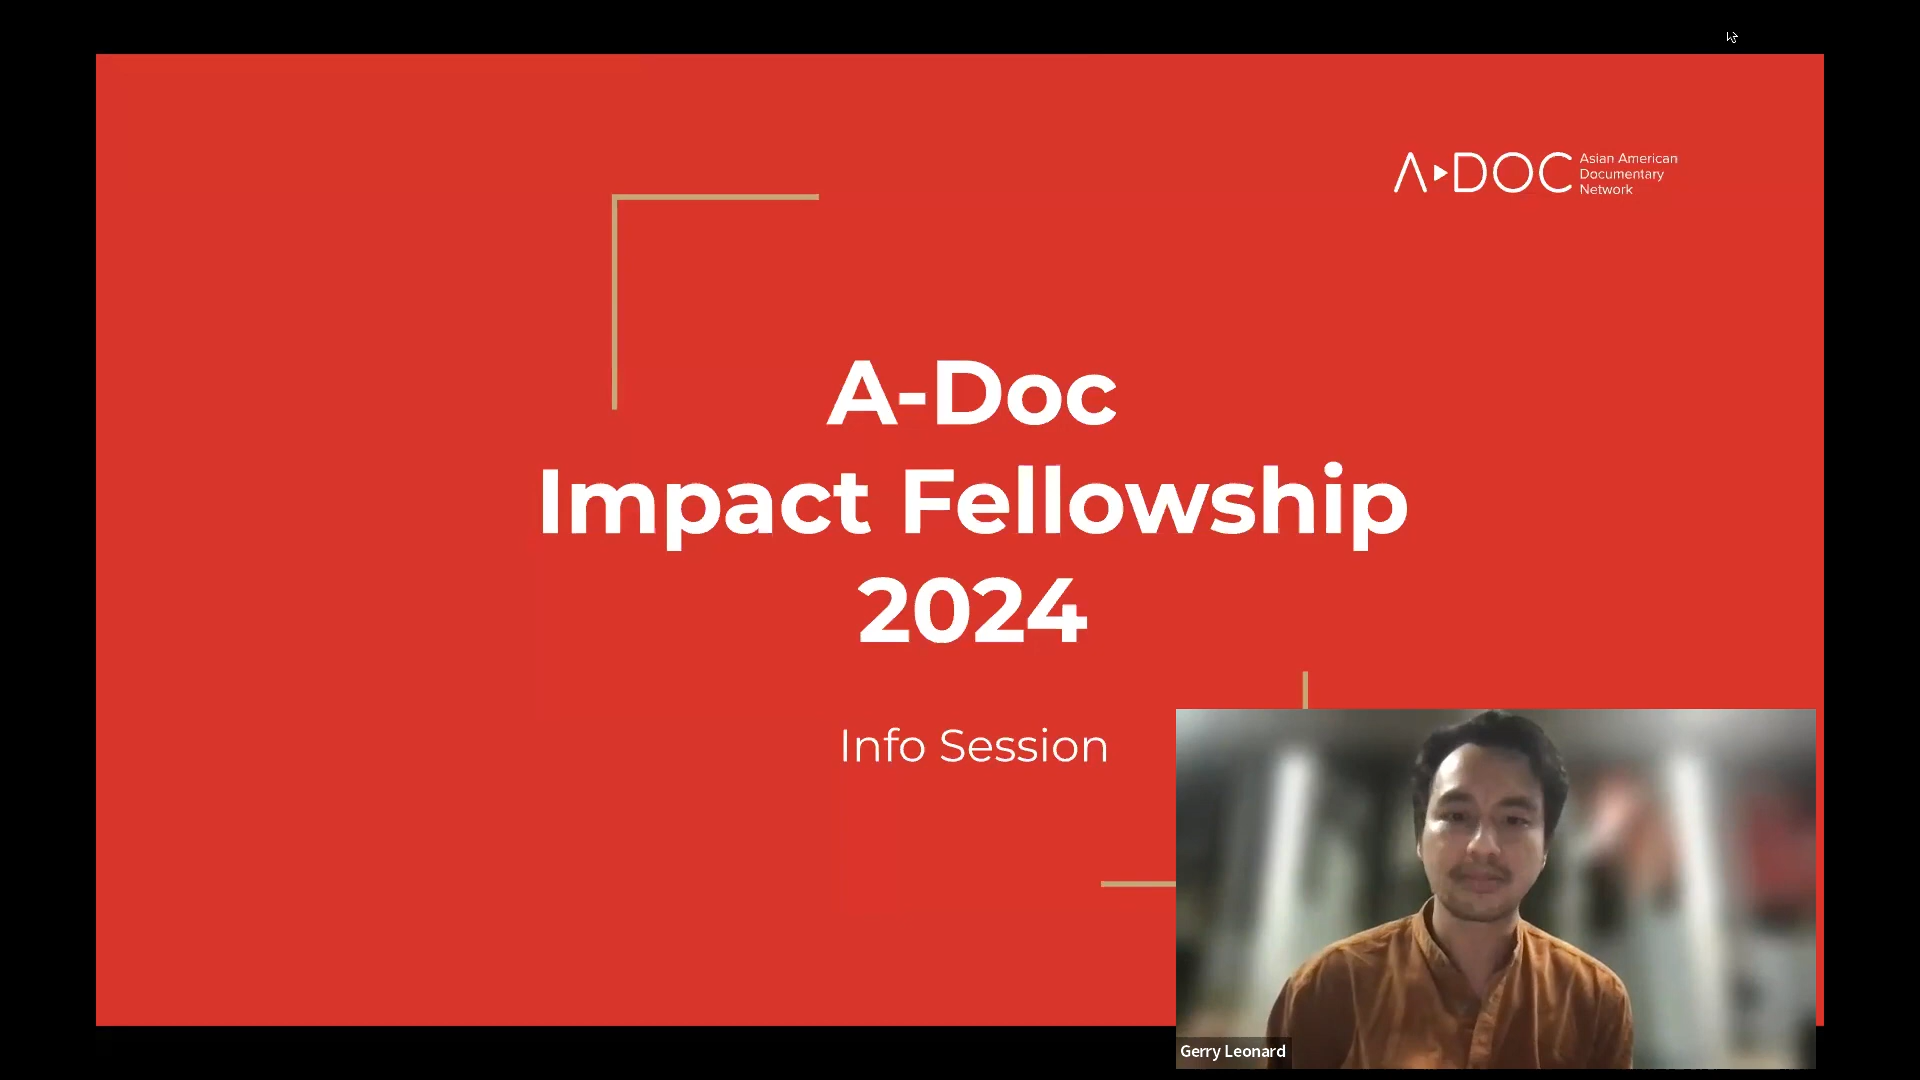 A DOC
Asian American
Documentary
Network
A-Doc
Impact Fellowship
2024
Info Session
Gerry Leonard